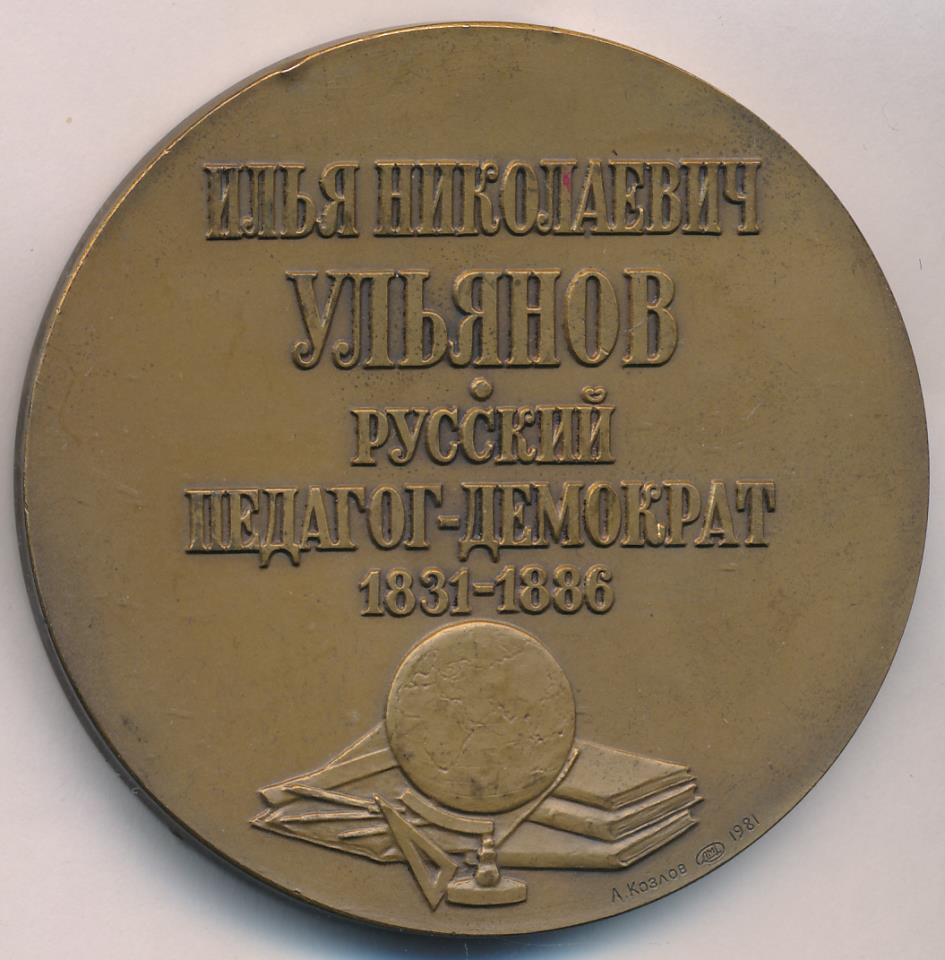 ИЛЬЯ НИКОЛАЕВИЧ
УЛЬЯНОВ
РУССКИЙ
ПЕДАГОГ-ДЕМОКРАТ
1831-1886
А.Козлов ЛМД 1981